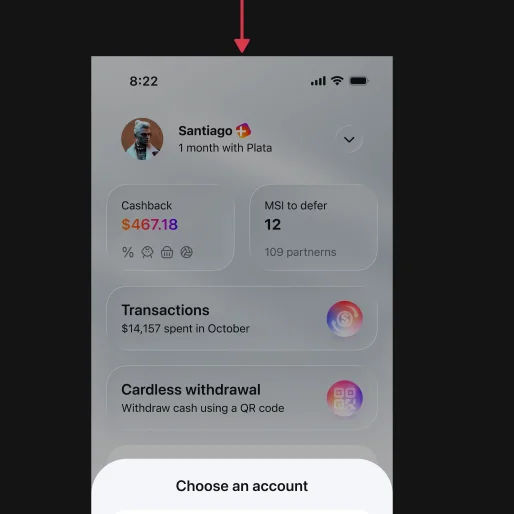 8:22
Santiago
1 month with Plata
Cashback
$467.18
MSI to defer
12
109 partnerns
Transactions
$14,157 spent in October
Cardless withdrawal
Withdraw cash using a QR code
Choose an account